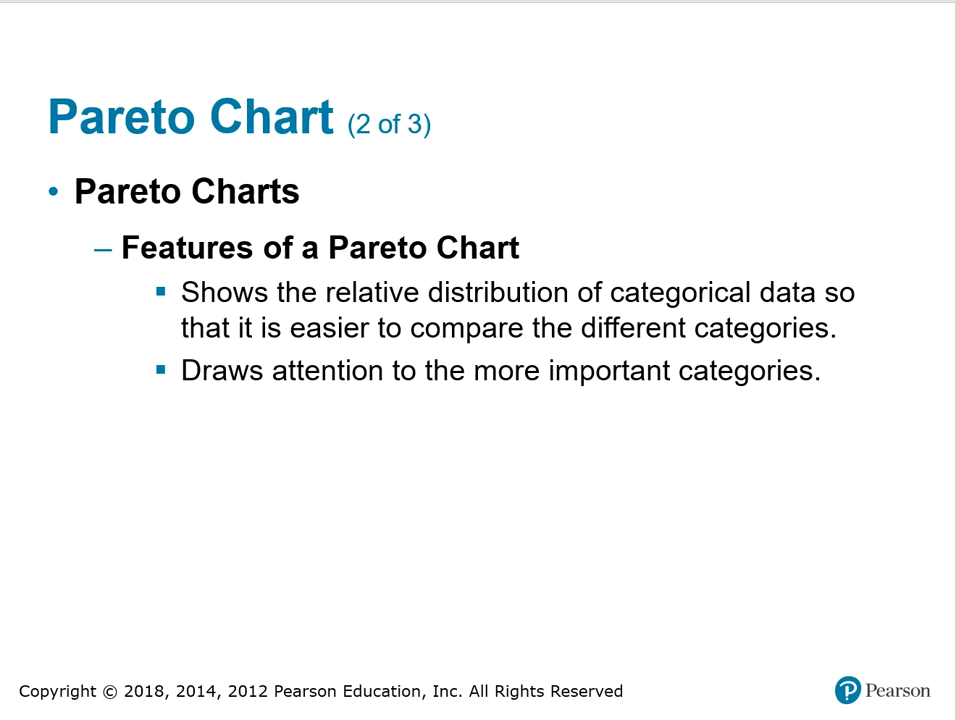 Pareto Chart (2 of 3)
• Pareto Charts
– Features of a Pareto Chart
▪ Shows the relative distribution of categorical data so
that it is easier to compare the different categories.
▪ Draws attention to the more important categories.
Copyright © 2018, 2014, 2012 Pearson Education, Inc. All Rights Reserved
P Pearson